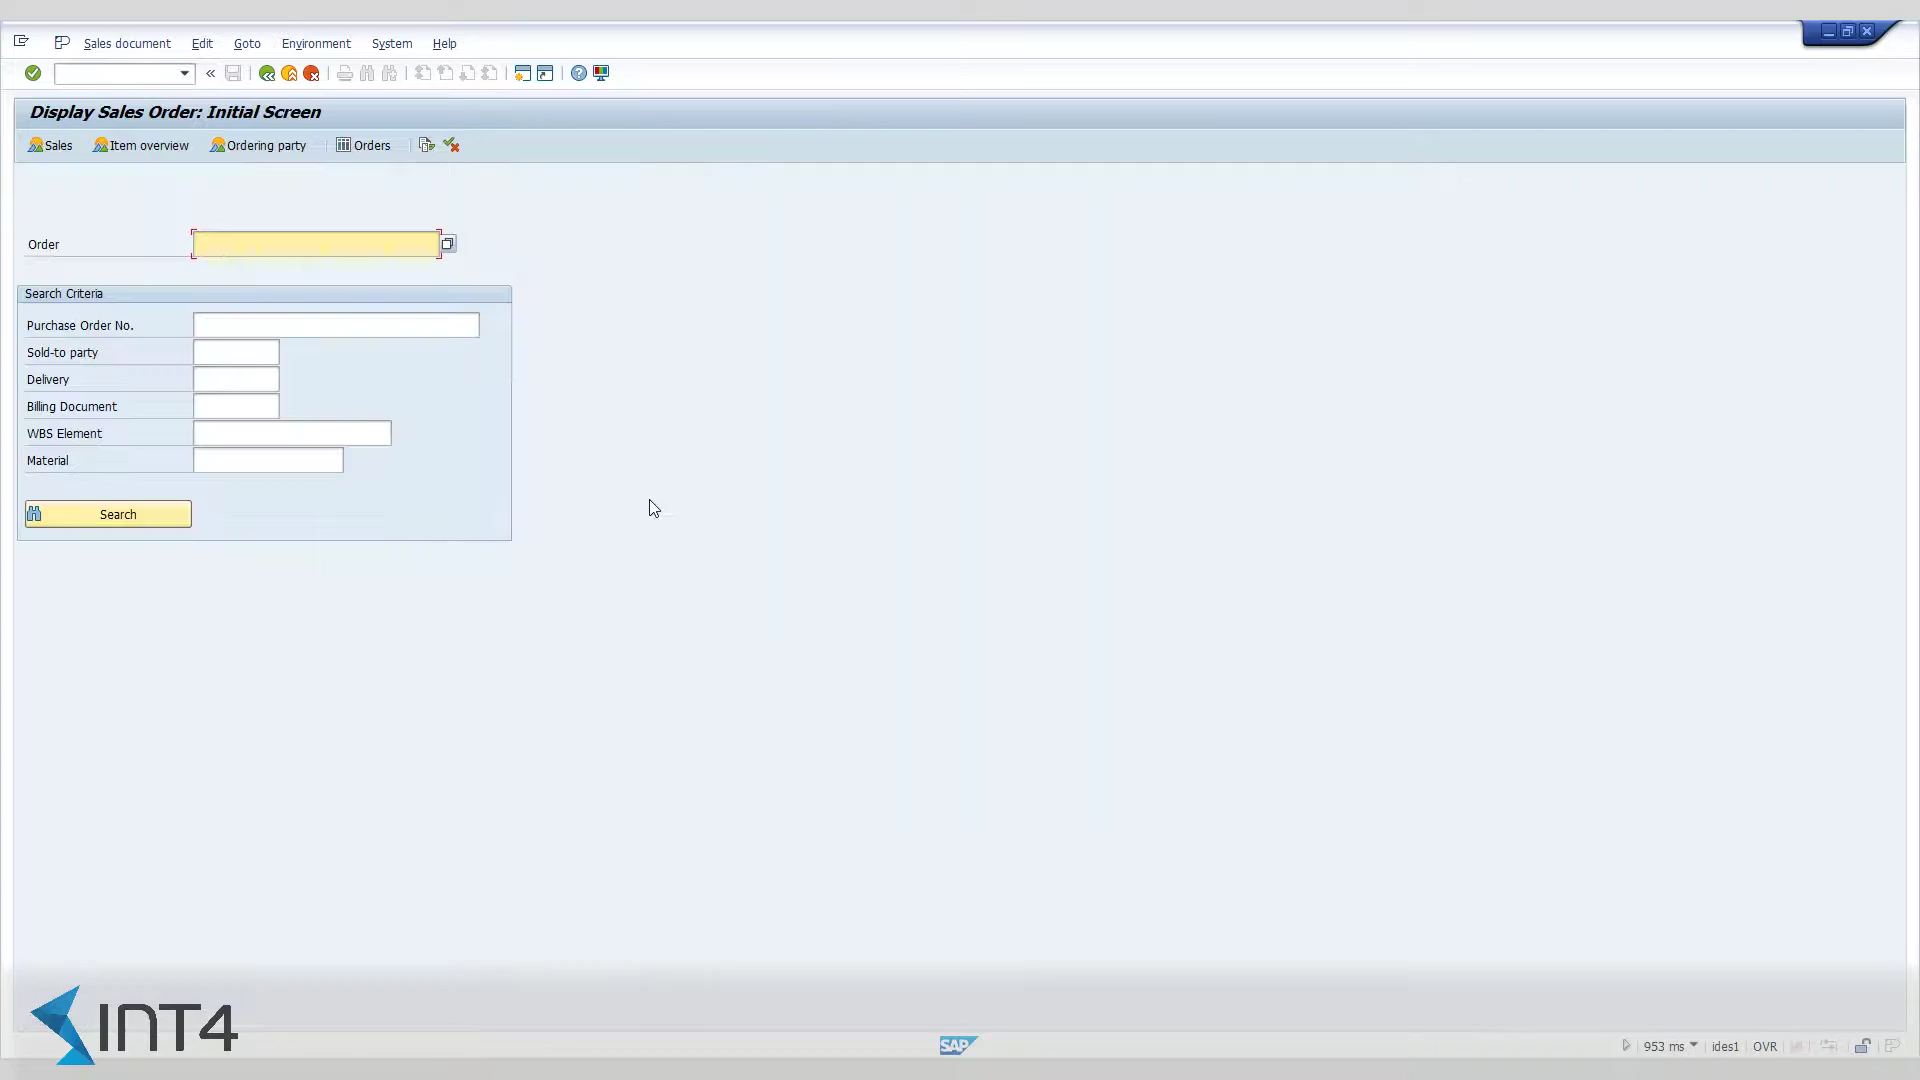 Sales document Edit Goto Environment System Help
Display Sales Order: Initial Screen
Sales Item overview Ordering party Orders
Order
Search Criteria
Purchase Order No.
Sold-to party
Delivery
Billing Document
WBS Element
Material
Search
INT4
SAP
953 ms ides1 OVR